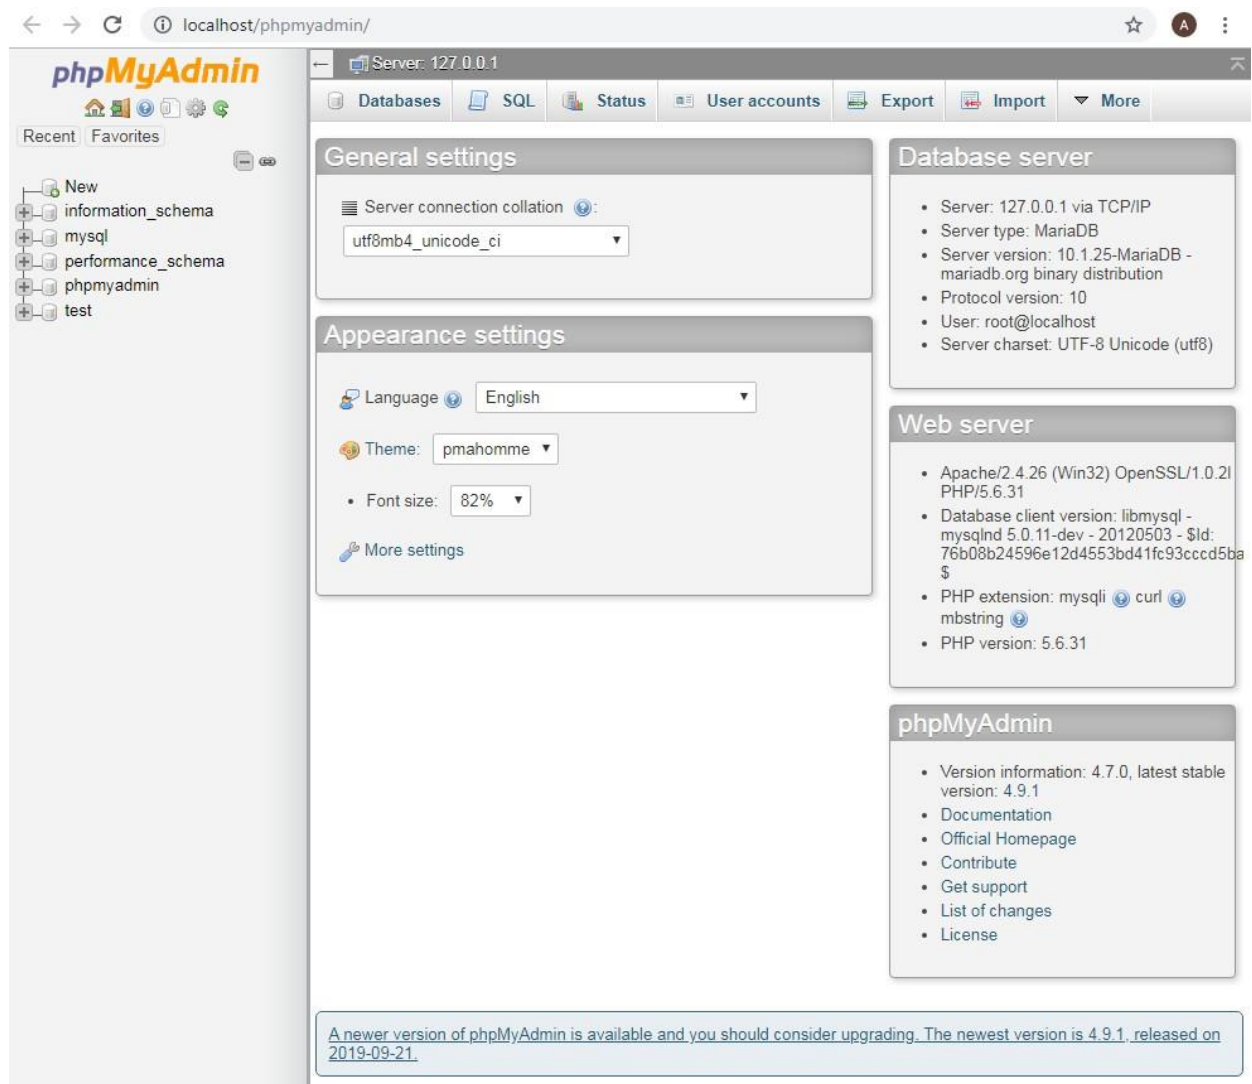 localhost/phpmyadmin/
A
phpMyAdmin
Recent Favorites
New
information_schema
mysql
performance_schema
phpmyadmin
test
Server: 127.0.0.1
Databases SQL Status User accounts Export Import More
General settings
Server connection collation :
utf8mb4_unicode_ci
Appearance settings
Language English
Theme: pmahomme
• Font size: 82%
More settings
Database server
• Server: 127.0.0.1 via TCP/IP
• Server type: MariaDB
• Server version: 10.1.25-MariaDB -
mariadb.org binary distribution
• Protocol version: 10
• User: root@localhost
• Server charset: UTF-8 Unicode (utf8)
Web server
• Apache/2.4.26 (Win32) OpenSSL/1.0.2l
PHP/5.6.31
• Database client version: libmysql -
mysqlnd 5.0.11-dev - 20120503 - $Id:
76b08b24596e12d4553bd41fc93cccd5ba
$
• PHP extension: mysqli curl
mbstring
• PHP version: 5.6.31
phpMyAdmin
• Version information: 4.7.0, latest stable
version: 4.9.1
• Documentation
• Official Homepage
• Contribute
• Get support
• List of changes
• License
A newer version of phpMyAdmin is available and you should consider upgrading. The newest version is 4.9.1, released on
2019-09-21.